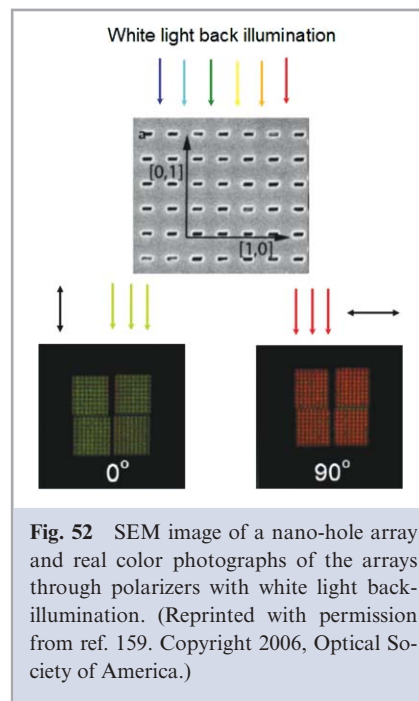 White light back illumination
a
[0,1]
[1,0]
0°
90°
Fig. 52 SEM image of a nano-hole array
and real color photographs of the arrays
through polarizers with white light back-
illumination. (Reprinted with permission
from ref. 159. Copyright 2006, Optical So-
ciety of America.)